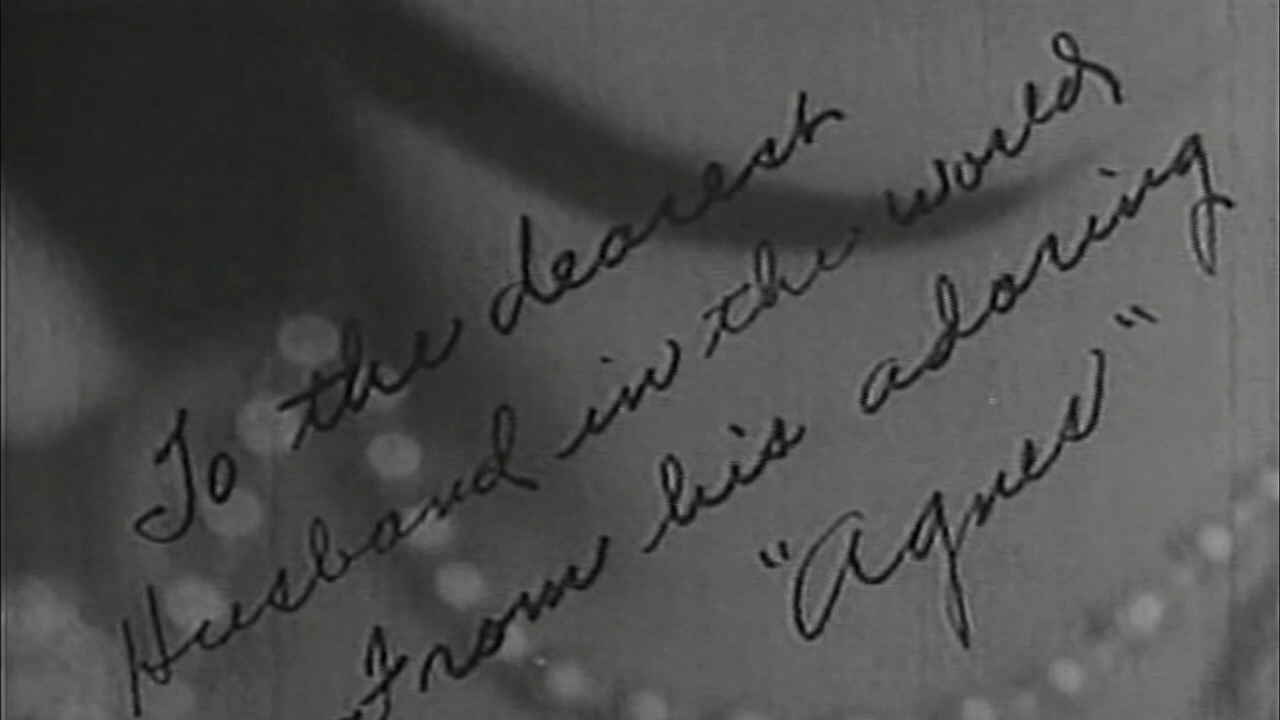 To the dearest
Husband in the world
From his adoring
"Agnes"